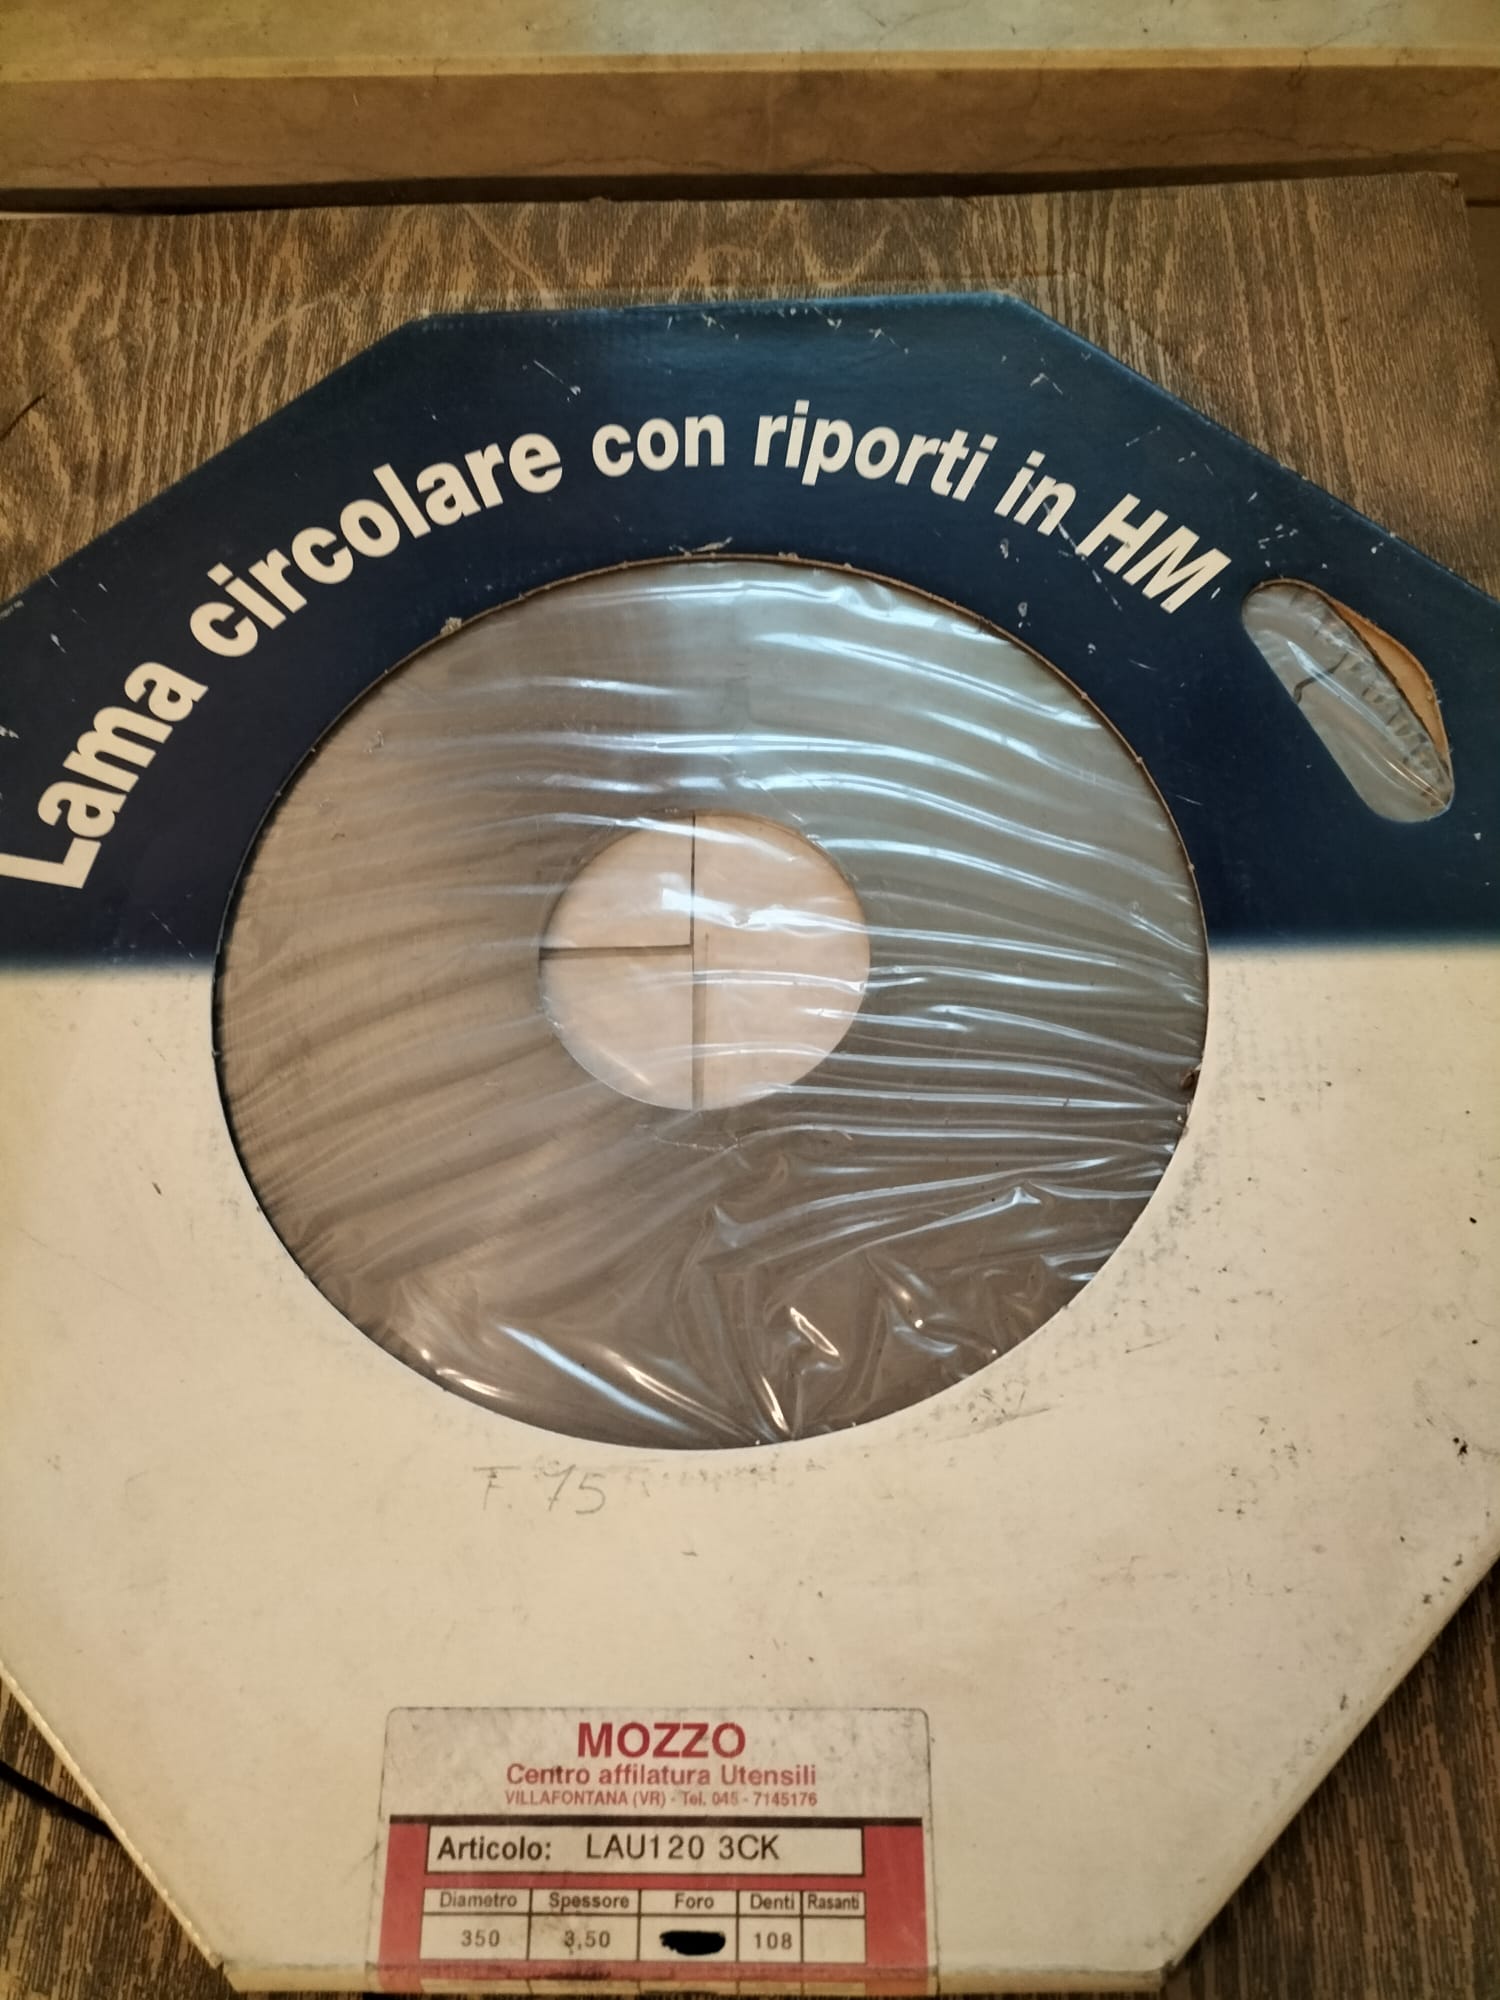 Lama circolare con riporti in HM
F. 75
MOZZO
Centro affilatura Utensili
VILLAFONTANA (VR) - Tel. 045 - 7145176
Articolo: LAU120 3CK
Diametro Spessore Foro Denti Rasanti
350 3,50 108